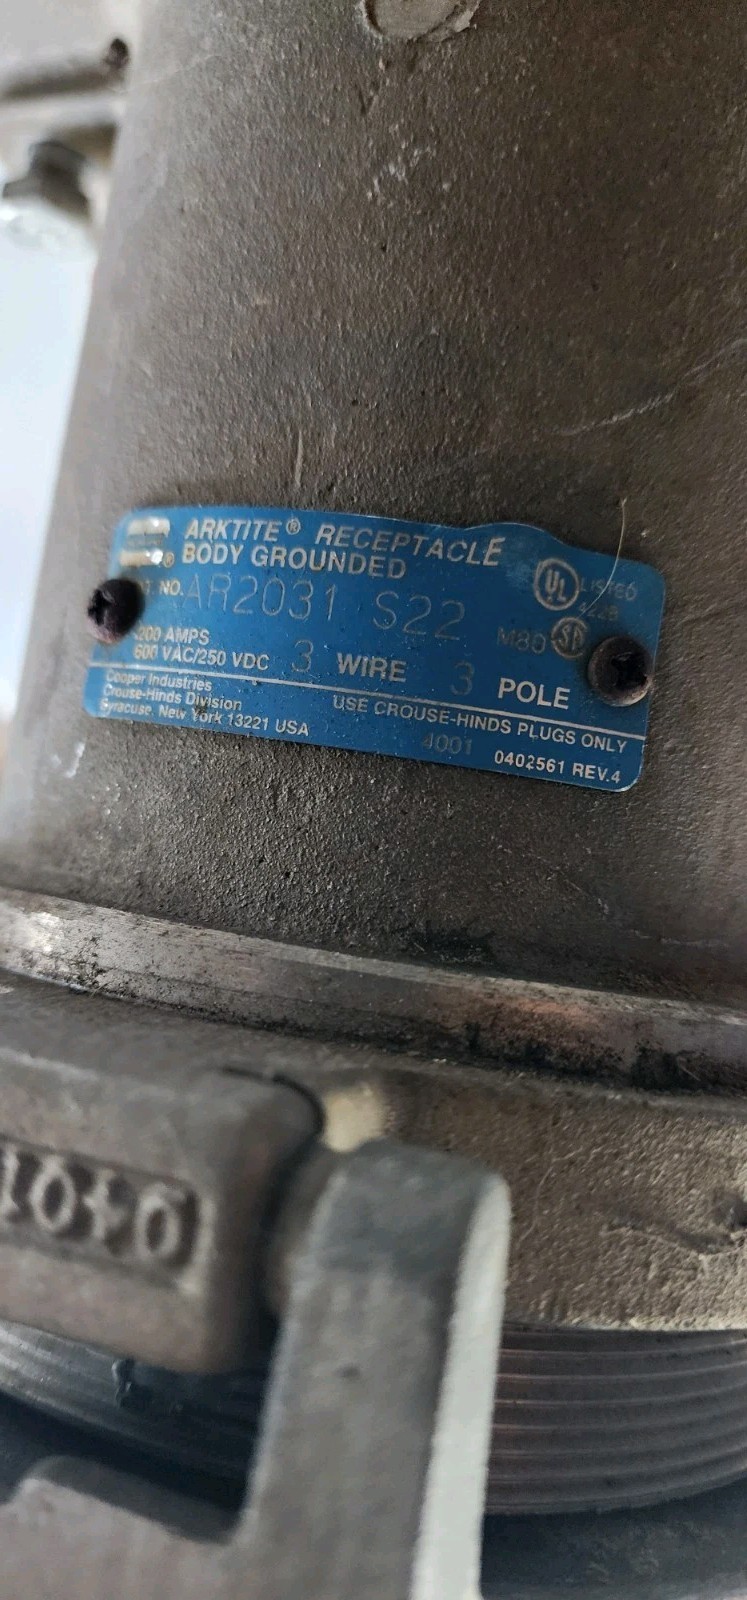 ARKTITE® RECEPTACLE
® BODY GROUNDED
NO. AR2031 S22
UL LISTED
M80 SP
200 AMPS
600 VAC/250 VDC 3 WIRE 3 POLE
Cooper Industries
Crouse-Hinds Division
Syracuse, New York 13221 USA
USE CROUSE-HINDS PLUGS ONLY
4001 0402561 REV.4